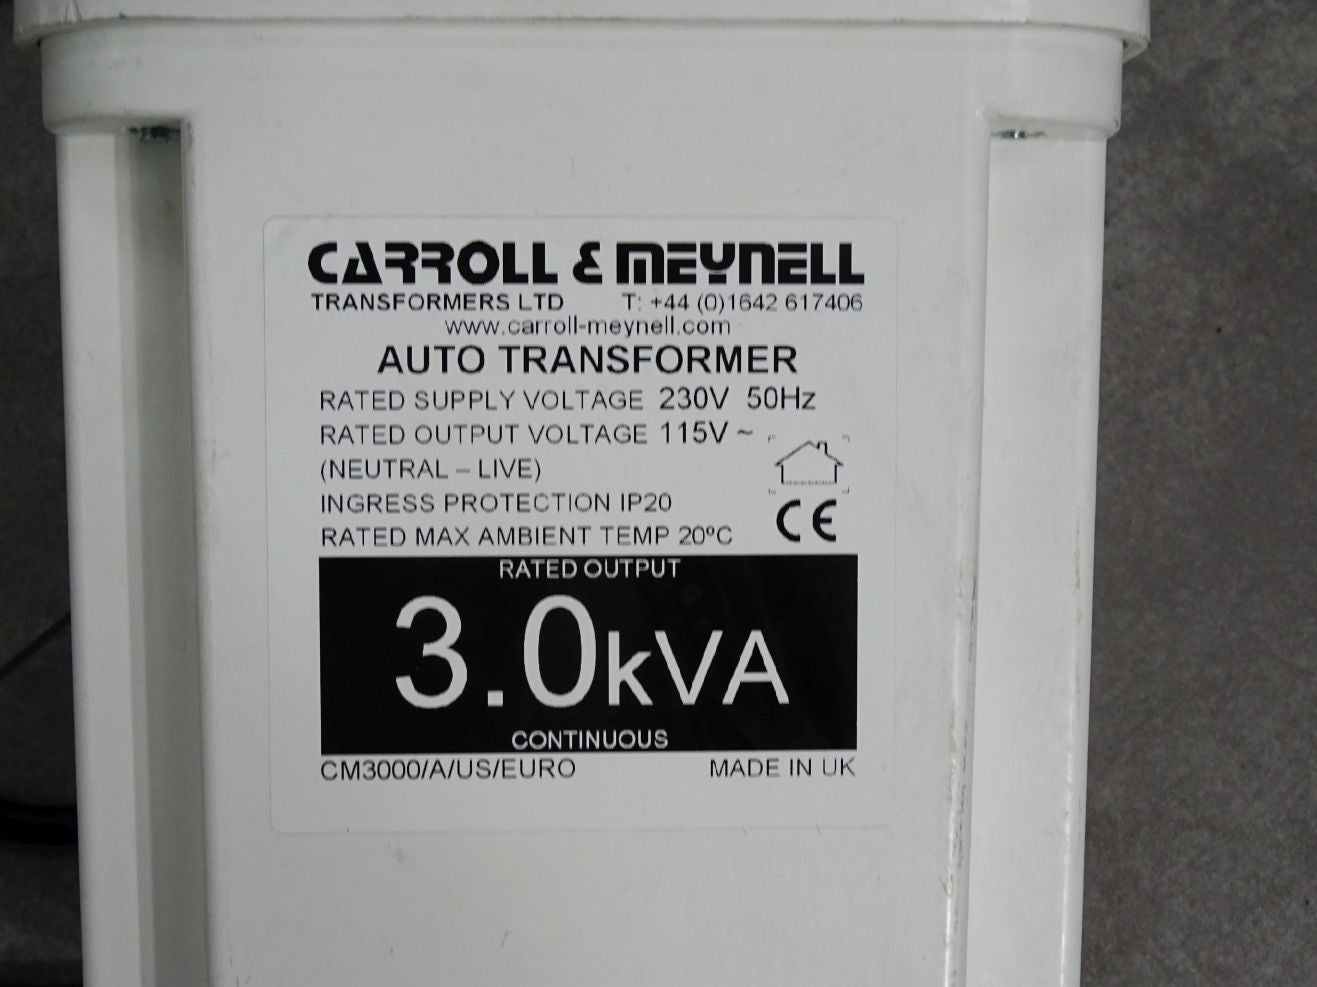 CARROLL & MEYNELL
TRANSFORMERS LTD T: +44 (0)1642 617406
www.carroll-meynell.com
AUTO TRANSFORMER
RATED SUPPLY VOLTAGE 230V 50Hz
RATED OUTPUT VOLTAGE 115V ~
(NEUTRAL – LIVE)
INGRESS PROTECTION IP20
RATED MAX AMBIENT TEMP 20ºC
CE
RATED OUTPUT
3.0kVA
CONTINUOUS
CM3000/A/US/EURO MADE IN UK